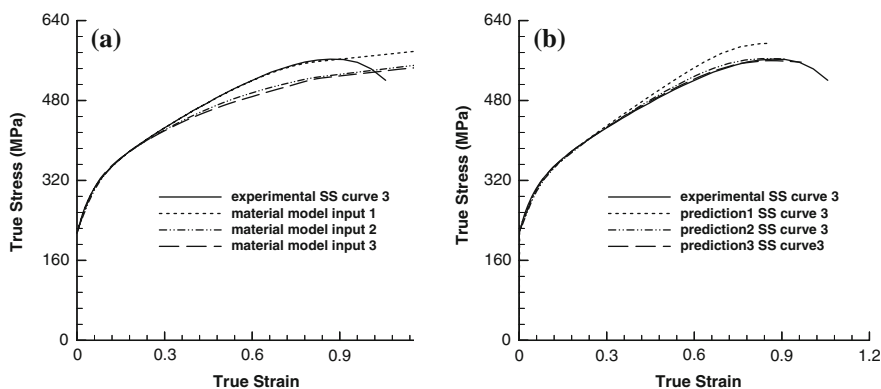 (a)
True Stress (MPa)
640
480
320
160
0
0
0.3
0.6
0.9
True Strain
experimental SS curve 3
material model input 1
material model input 2
material model input 3
(b)
True Stress (MPa)
640
480
320
160
0
0
0.3
0.6
0.9
1.2
True Strain
experimental SS curve 3
prediction1 SS curve 3
prediction2 SS curve 3
prediction3 SS curve3